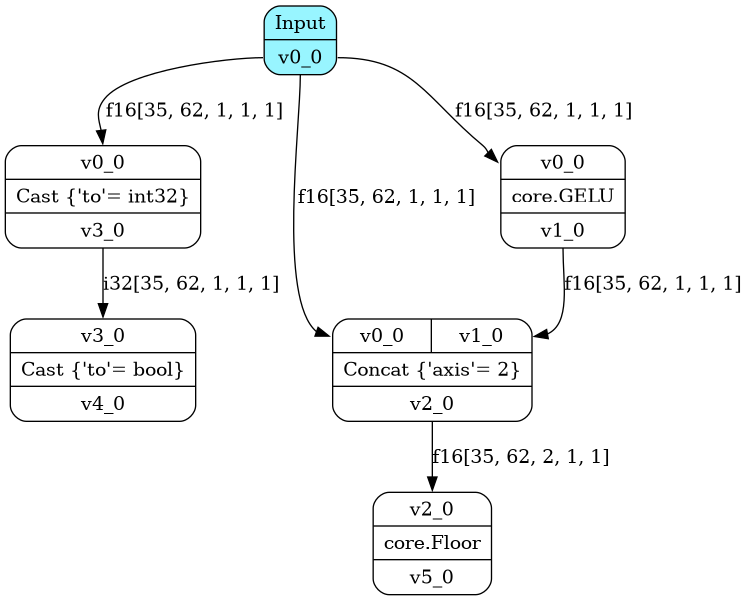 Input
v0_0
f16[35, 62, 1, 1, 1]
f16[35, 62, 1, 1, 1]
v0_0
Cast {'to'= int32}
v3_0
f16[35, 62, 1, 1, 1]
v0_0
core.GELU
v1_0
i32[35, 62, 1, 1, 1]
f16[35, 62, 1, 1, 1]
v3_0
Cast {'to'= bool}
v4_0
v0_0 v1_0
Concat {'axis'= 2}
v2_0
f16[35, 62, 2, 1, 1]
v2_0
core.Floor
v5_0